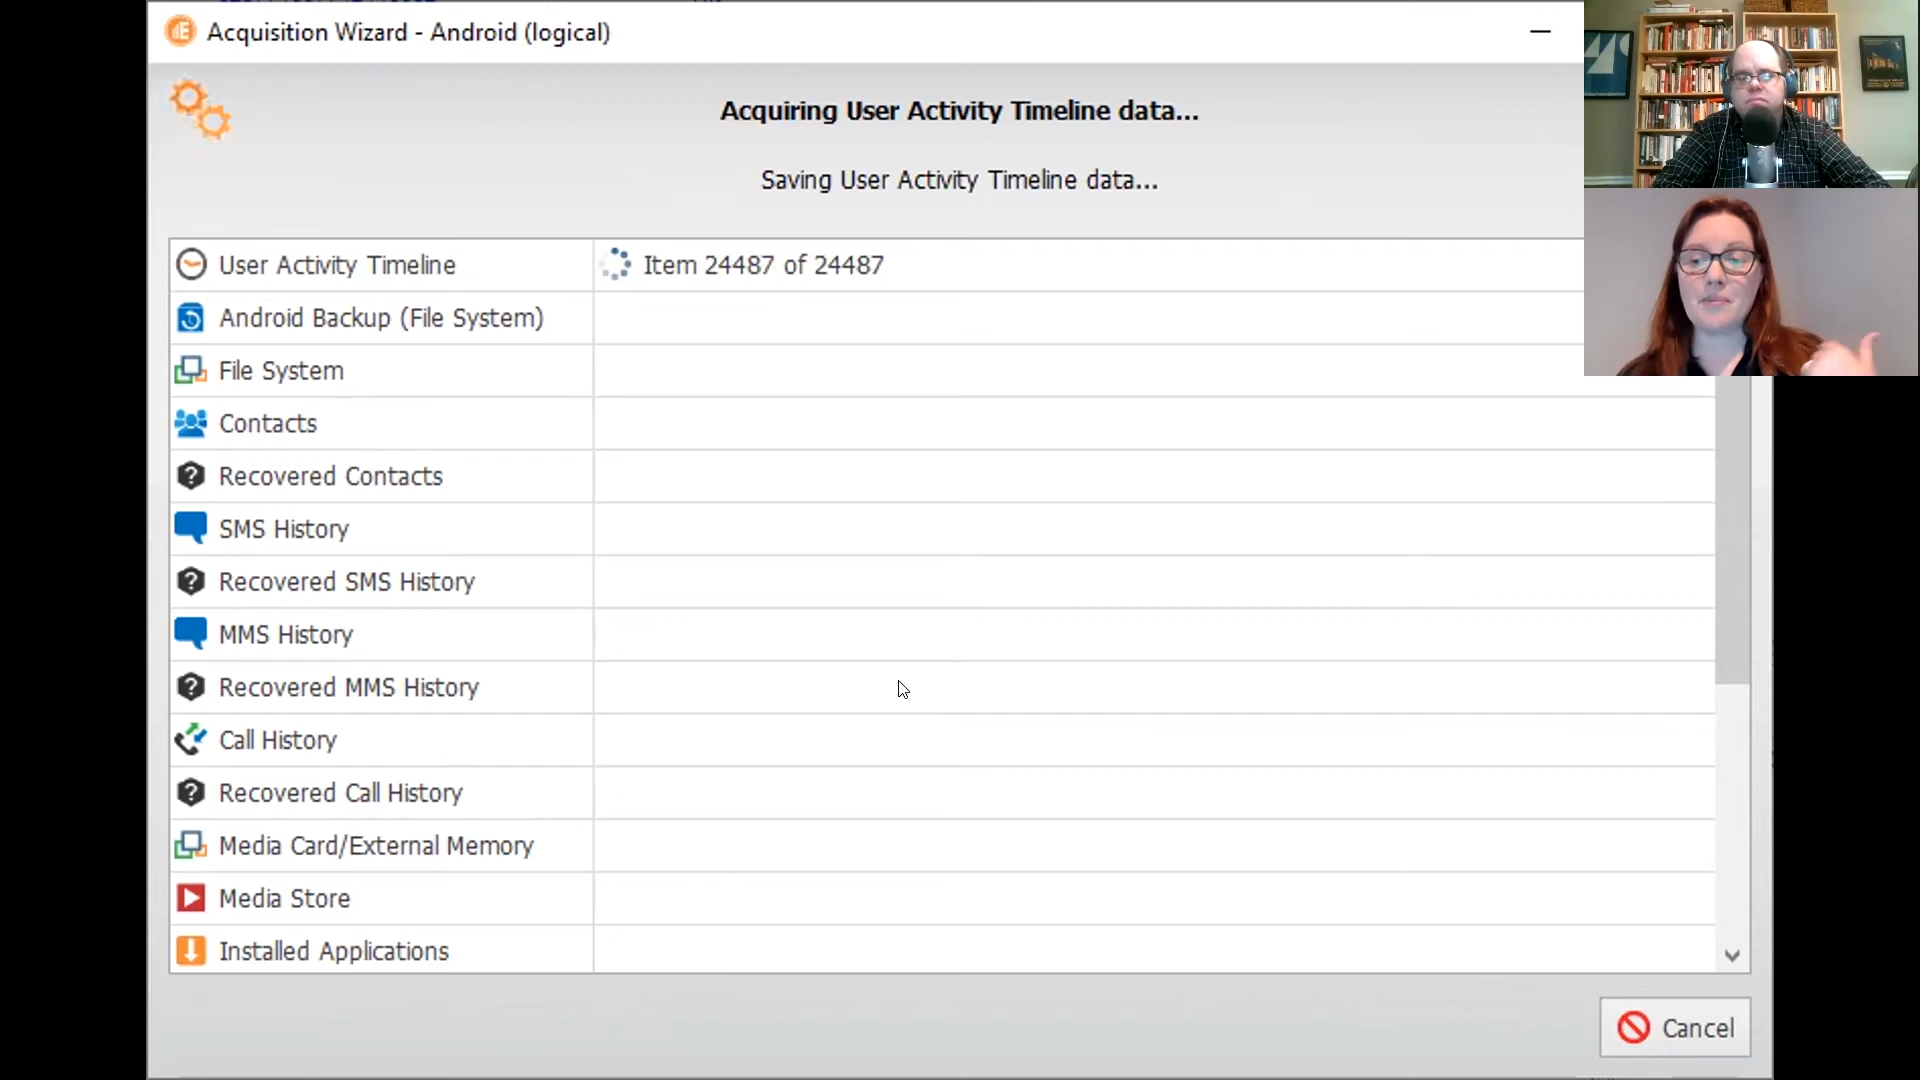 Acquisition Wizard - Android (logical)
Acquiring User Activity Timeline data...
Saving User Activity Timeline data...
User Activity Timeline
Item 24487 of 24487
Android Backup (File System)
File System
Contacts
Recovered Contacts
SMS History
Recovered SMS History
MMS History
Recovered MMS History
Call History
Recovered Call History
Media Card/External Memory
Media Store
Installed Applications
Cancel